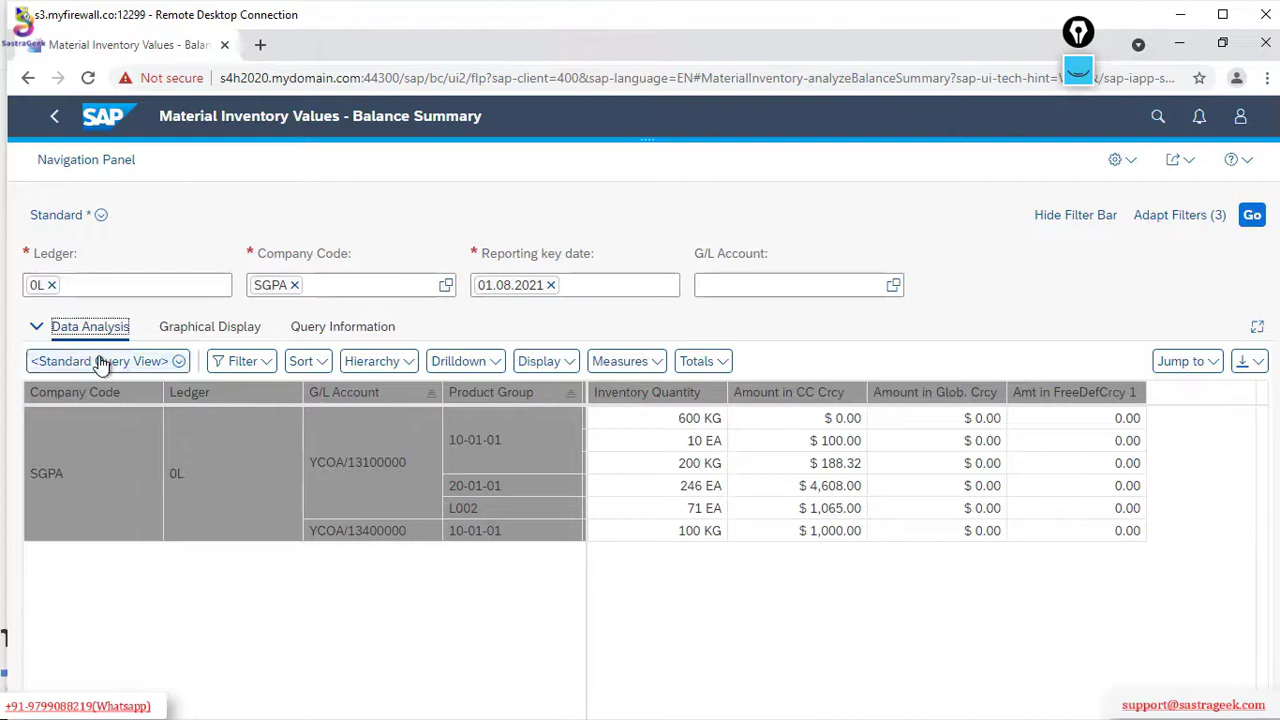 s3.myfirewall.co:12299 - Remote Desktop Connection
SastraGeek
Material Inventory Values - Balan
Not secure
s4h2020.mydomain.com:44300/sap/bc/ui2/flp?sap-client=400&sap-language=EN#MaterialInventory-analyzeBalanceSummary?sap-ui-tech-hint=W &/sap-iapp-s...
SAP
Material Inventory Values - Balance Summary
Navigation Panel
Standard *
Hide Filter Bar
Adapt Filters (3)
Go
* Ledger:
* Company Code:
* Reporting key date:
G/L Account:
0L
SGPA
01.08.2021
Data Analysis
Graphical Display
Query Information
<Standard Query View>
Filter
Sort
Hierarchy
Drilldown
Display
Measures
Totals
Jump to
Company Code Ledger G/L Account Product Group Inventory Quantity Amount in CC Crcy Amount in Glob. Crcy Amt in FreeDefCrcy 1
600 KG $ 0.00 $ 0.00 0.00
10-01-01
10 EA $ 100.00 $ 0.00 0.00
YCOA/13100000
200 KG $ 188.32 $ 0.00 0.00
SGPA 0L
20-01-01 246 EA $ 4,608.00 $ 0.00 0.00
L002 71 EA $ 1,065.00 $ 0.00 0.00
YCOA/13400000 10-01-01 100 KG $ 1,000.00 $ 0.00 0.00
+91-9799088219(Whatsapp)
support@sastrageek.com